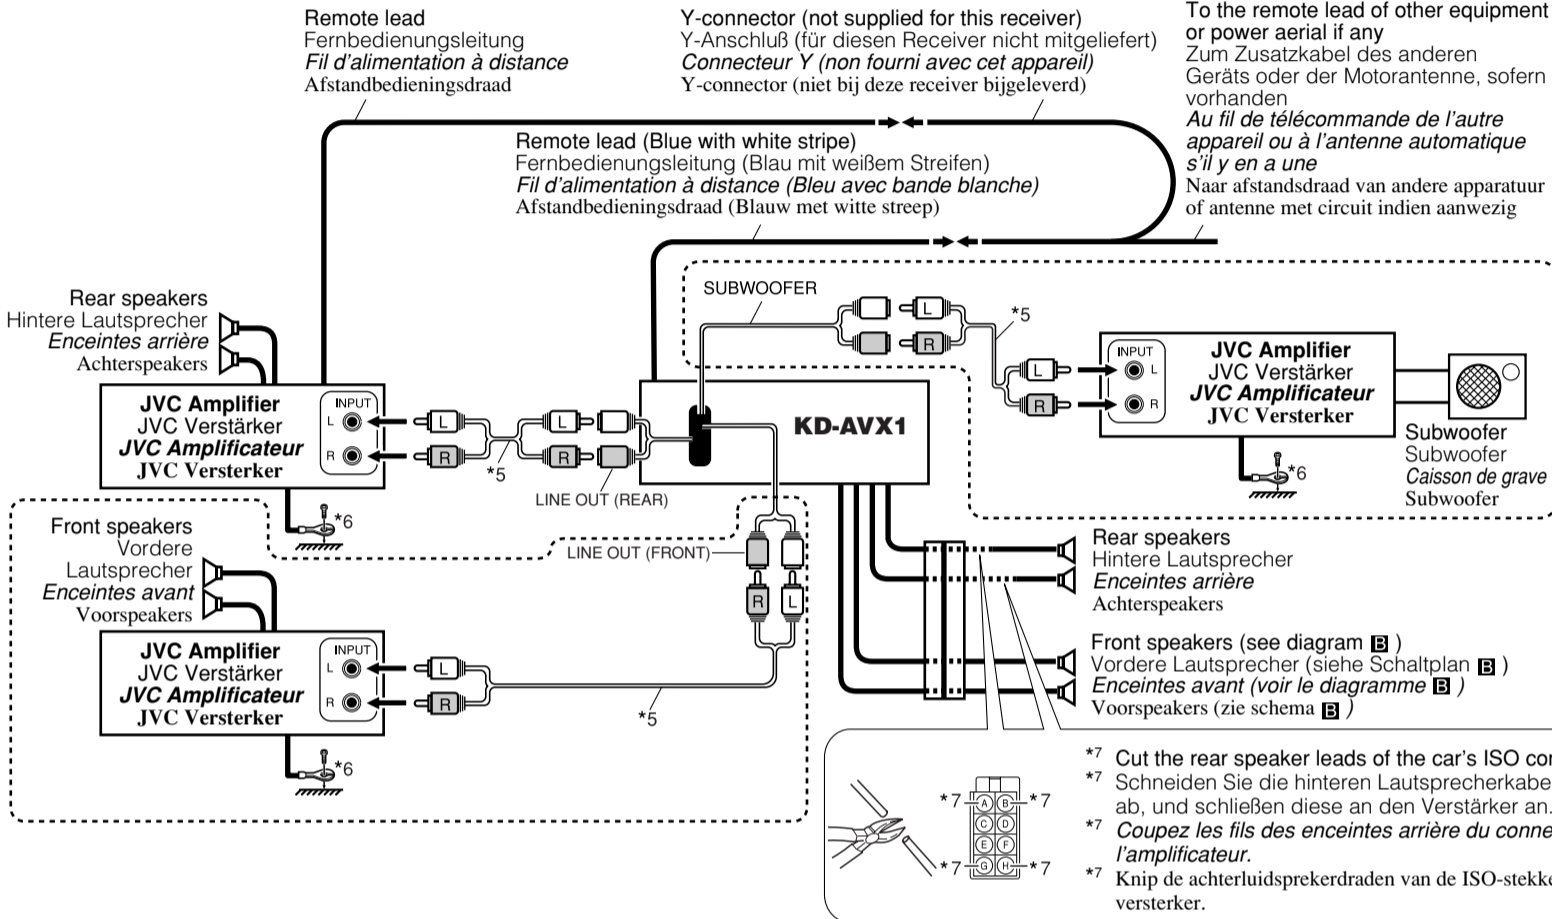 Remote lead
Fernbedienungsleitung
Fil d'alimentation à distance
Afstandbedieningsdraad
Y-connector (not supplied for this receiver)
Y-Anschluß (für diesen Receiver nicht mitgeliefert)
Connecteur Y (non fourni avec cet appareil)
Y-connector (niet bij deze receiver bijgeleverd)
To the remote lead of other equipment
or power aerial if any
Zum Zusatzkabel des anderen
Geräts oder der Motorantenne, sofern
vorhanden
Au fil de télécommande de l'autre
appareil ou à l'antenne automatique
s'il y en a une
Naar afstandsdraad van andere apparatuur
of antenne met circuit indien aanwezig
Remote lead (Blue with white stripe)
Fernbedienungsleitung (Blau mit weißem Streifen)
Fil d'alimentation à distance (Bleu avec bande blanche)
Afstandbedieningsdraad (Blauw met witte streep)
Rear speakers
Hintere Lautsprecher
Enceintes arrière
Achterspeakers
JVC Amplifier
JVC Verstärker
JVC Amplificateur
JVC Versterker
INPUT
L
R
L
R
*5
L
R
LINE OUT (REAR)
*6
SUBWOOFER
L
R
*5
L
R
KD-AVX1
INPUT
L
R
JVC Amplifier
JVC Verstärker
JVC Amplificateur
JVC Versterker
*6
Subwoofer
Subwoofer
Caisson de grave
Subwoofer
Front speakers
Vordere
Lautsprecher
Enceintes avant
Voorspeakers
JVC Amplifier
JVC Verstärker
JVC Amplificateur
JVC Versterker
INPUT
L
R
L
R
*5
*6
LINE OUT (FRONT)
R
L
Rear speakers
Hintere Lautsprecher
Enceintes arrière
Achterspeakers
Front speakers (see diagram B )
Vordere Lautsprecher (siehe Schaltplan B )
Enceintes avant (voir le diagramme B )
Voorspeakers (zie schema B )
*7 A B *7
C D
E F
*7 G H *7
*7 Cut the rear speaker leads of the car's ISO con
*7 Schneiden Sie die hinteren Lautsprecherkabe
ab, und schließen diese an den Verstärker an.
*7 Coupez les fils des enceintes arrière du conne
l'amplificateur.
*7 Knip de achterluidsprekerdraden van de ISO-stekke
versterker.